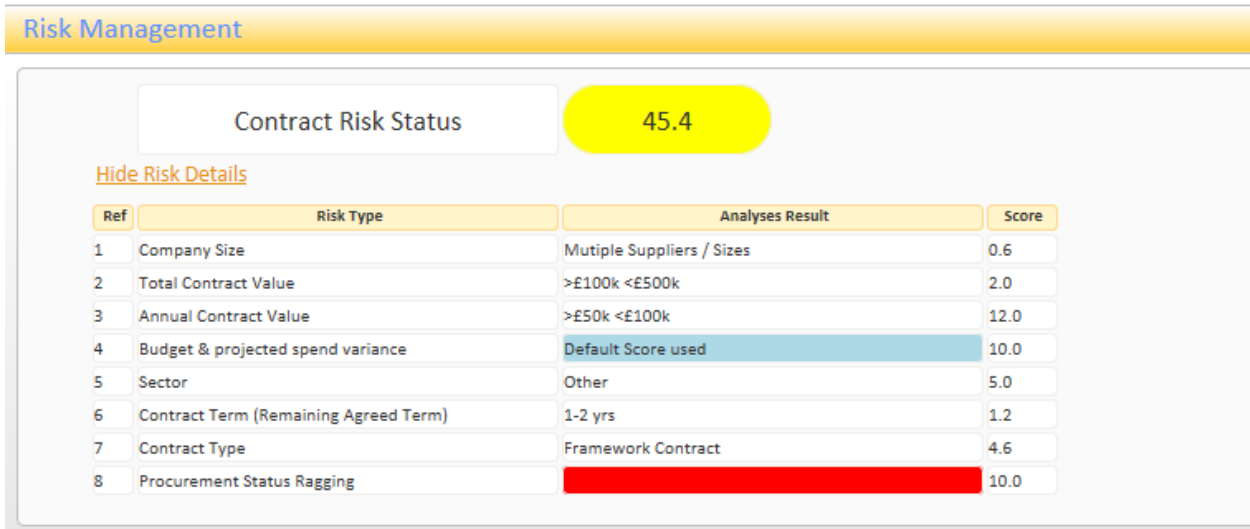 Risk Management
Contract Risk Status 45.4
Hide Risk Details
Ref Risk Type Analyses Result Score
1 Company Size Mutiple Suppliers / Sizes 0.6
2 Total Contract Value >£100k <£500k 2.0
3 Annual Contract Value >£50k <£100k 12.0
4 Budget & projected spend variance Default Score used 10.0
5 Sector Other 5.0
6 Contract Term (Remaining Agreed Term) 1-2 yrs 1.2
7 Contract Type Framework Contract 4.6
8 Procurement Status Ragging 10.0